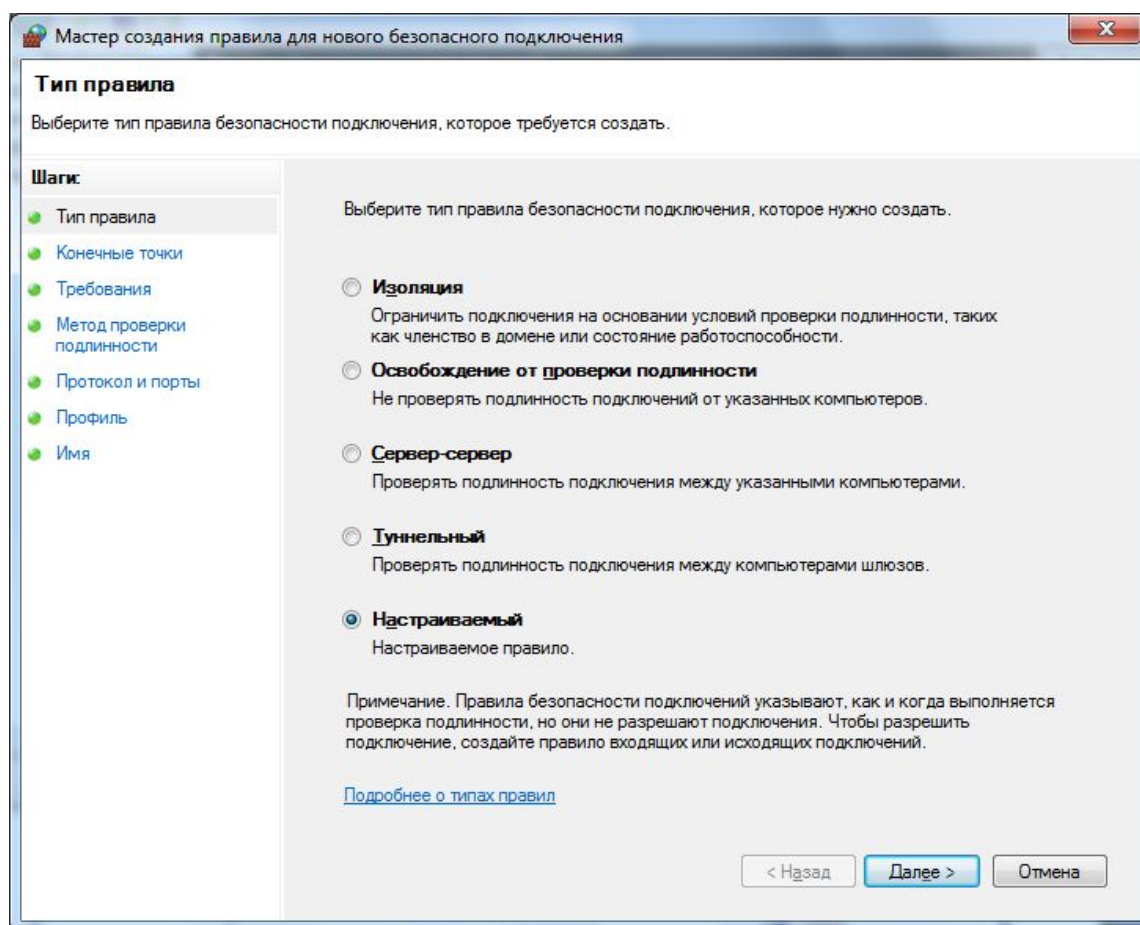 Мастер создания правила для нового безопасного подключения
Тип правила
Выберите тип правила безопасности подключения, которое требуется создать.
Шаги:
Тип правила
Конечные точки
Требования
Метод проверки
подлинности
Протокол и порты
Профиль
Имя
Выберите тип правила безопасности подключения, которое нужно создать.
Изоляция
Ограничить подключения на основании условий проверки подлинности, таких
как членство в домене или состояние работоспособности.
Освобождение от проверки подлинности
Не проверять подлинность подключений от указанных компьютеров.
Сервер-сервер
Проверять подлинность подключения между указанными компьютерами.
Туннельный
Проверять подлинность подключения между компьютерами шлюзов.
Настраиваемый
Настраиваемое правило.
Примечание. Правила безопасности подключений указывают, как и когда выполняется
проверка подлинности, но они не разрешают подключения. Чтобы разрешить
подключение, создайте правило входящих или исходящих подключений.
Подробнее о типах правил
< Назад
Далее >
Отмена